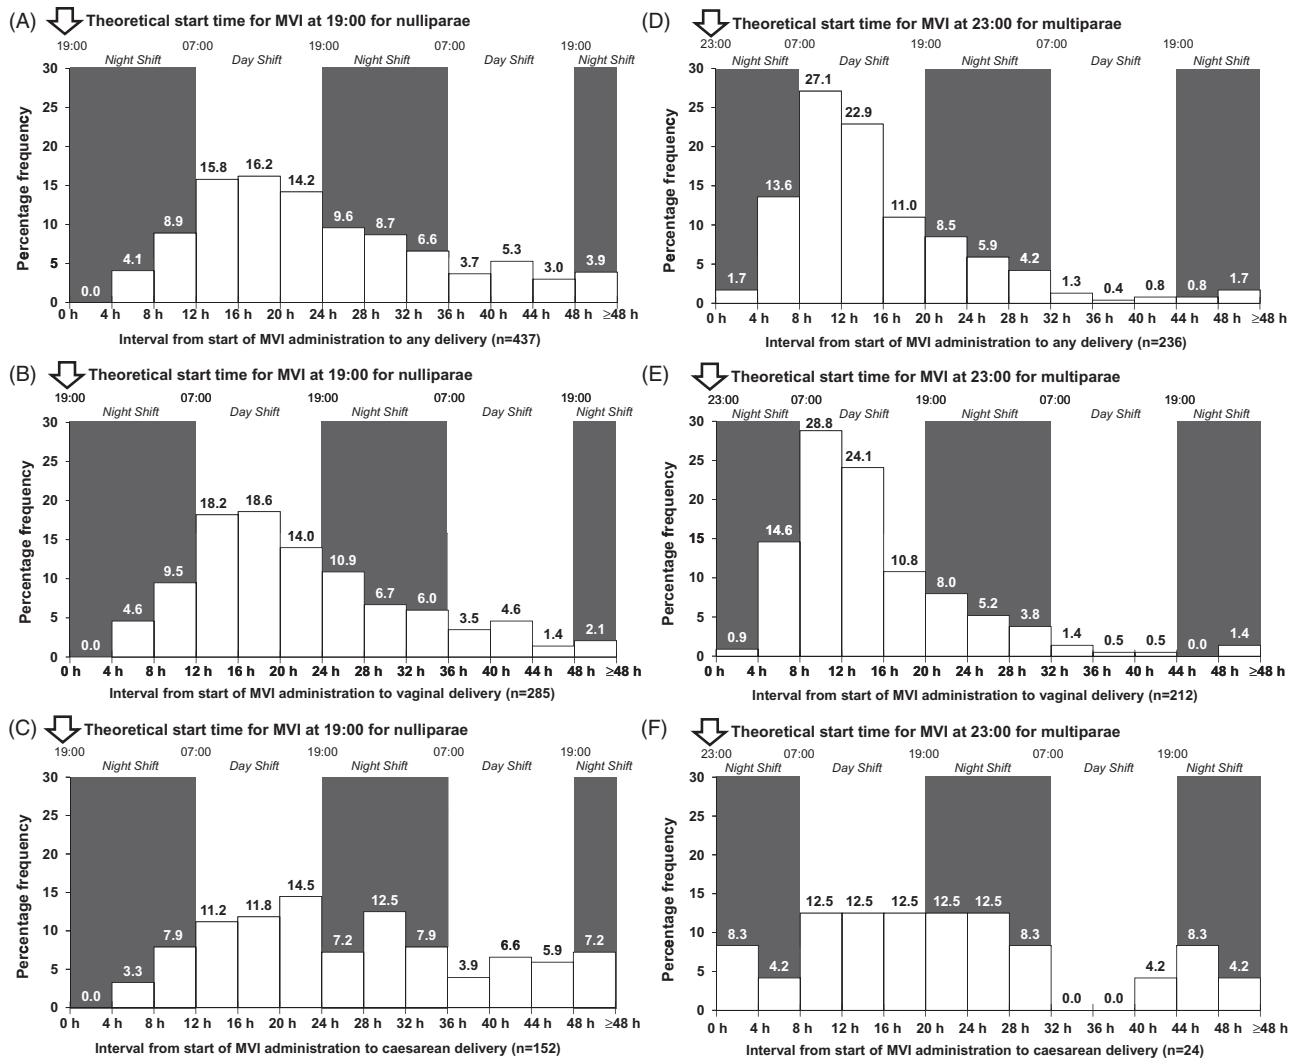 (A) Theoretical start time for MVI at 19:00 for nulliparae
19:00 07:00 19:00 07:00 19:00
Night Shift Day Shift Night Shift Day Shift Night Shift
Percentage frequency
30
25
20
15
10
5
0
0.0 4.1 8.9 15.8 16.2 14.2 9.6 8.7 6.6 3.7 5.3 3.0 3.9
0 h 4 h 8 h 12 h 16 h 20 h 24 h 28 h 32 h 36 h 40 h 44 h 48 h ≥48 h
Interval from start of MVI administration to any delivery (n=437)
(B) Theoretical start time for MVI at 19:00 for nulliparae
19:00 07:00 19:00 07:00 19:00
Night Shift Day Shift Night Shift Day Shift Night Shift
Percentage frequency
30
25
20
15
10
5
0
0.0 4.6 9.5 18.2 18.6 14.0 10.9 6.7 6.0 3.5 4.6 1.4 2.1
0 h 4 h 8 h 12 h 16 h 20 h 24 h 28 h 32 h 36 h 40 h 44 h 48 h ≥48 h
Interval from start of MVI administration to vaginal delivery (n=285)
(C) Theoretical start time for MVI at 19:00 for nulliparae
19:00 07:00 19:00 07:00 19:00
Night Shift Day Shift Night Shift Day Shift Night Shift
Percentage frequency
30
25
20
15
10
5
0
0.0 3.3 7.9 11.2 11.8 14.5 7.2 12.5 7.9 3.9 6.6 5.9 7.2
0 h 4 h 8 h 12 h 16 h 20 h 24 h 28 h 32 h 36 h 40 h 44 h 48 h ≥48 h
Interval from start of MVI administration to caesarean delivery (n=152)
(D) Theoretical start time for MVI at 23:00 for multiparae
23:00 07:00 19:00 07:00 19:00
Night Shift Day Shift Night Shift Day Shift Night Shift
Percentage frequency
30
25
20
15
10
5
0
1.7 13.6 27.1 22.9 11.0 8.5 5.9 4.2 1.3 0.4 0.8 0.8 1.7
0 h 4 h 8 h 12 h 16 h 20 h 24 h 28 h 32 h 36 h 40 h 44 h 48 h ≥48 h
Interval from start of MVI administration to any delivery (n=236)
(E) Theoretical start time for MVI at 23:00 for multiparae
23:00 07:00 19:00 07:00 19:00
Night Shift Day Shift Night Shift Day Shift Night Shift
Percentage frequency
30
25
20
15
10
5
0
0.9 14.6 28.8 24.1 10.8 8.0 5.2 3.8 1.4 0.5 0.5 0.0 1.4
0 h 4 h 8 h 12 h 16 h 20 h 24 h 28 h 32 h 36 h 40 h 44 h 48 h ≥48 h
Interval from start of MVI administration to vaginal delivery (n=212)
(F) Theoretical start time for MVI at 23:00 for multiparae
23:00 07:00 19:00 07:00 19:00
Night Shift Day Shift Night Shift Day Shift Night Shift
Percentage frequency
30
25
20
15
10
5
0
8.3 4.2 12.5 12.5 12.5 12.5 12.5 8.3 0.0 0.0 4.2 8.3 4.2
0 h 4 h 8 h 12 h 16 h 20 h 24 h 28 h 32 h 36 h 40 h 44 h 48 h ≥48 h
Interval from start of MVI administration to caesarean delivery (n=24)